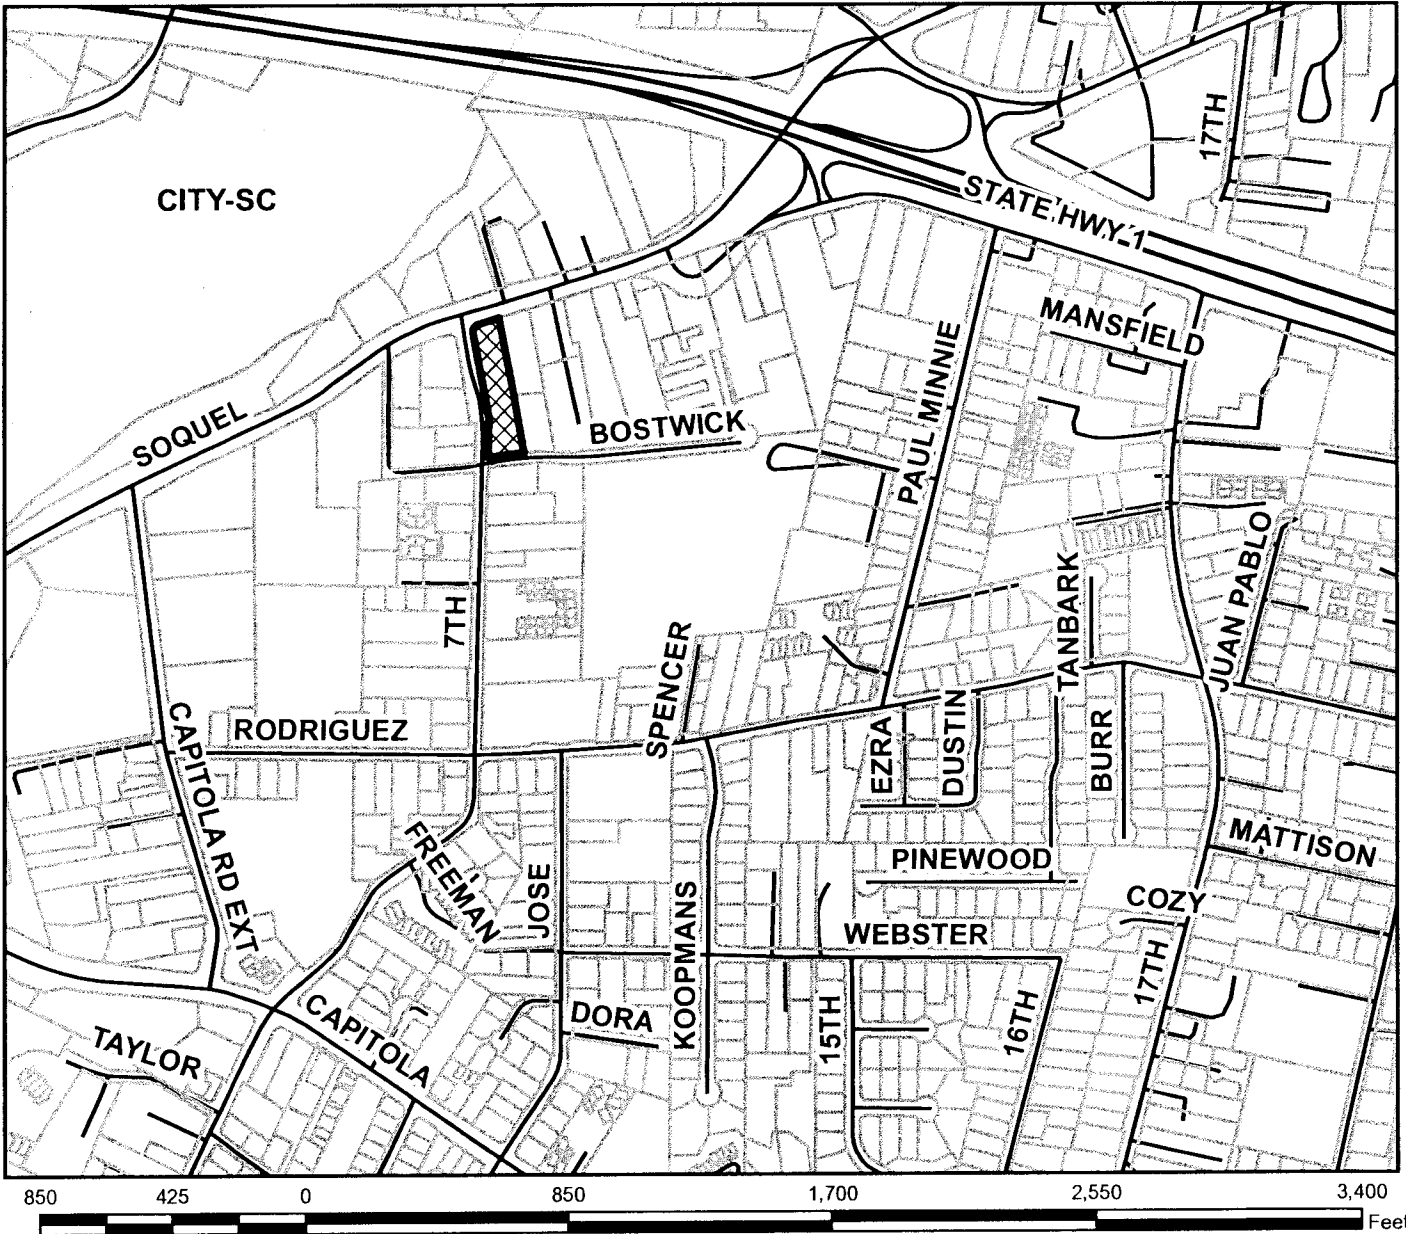 17TH
CITY-SC
STATE HWY 1
MANSFIELD
PAUL MINNIE
SOQUEL
BOSTWICK
JUAN PABLO
TANBARK
7TH
SPENCER
RODRIGUEZ
CAPITOLA RD EXT
EZRA
DUSTIN
BURR
FREEMAN
JOSE
PINEWOOD
MATTISON
COZY
KOOPMANS
WEBSTER
17TH
CAPITOLA
DORA
15TH
16TH
TAYLOR
850 425 0 850 1,700 2,550 3,400
Feet